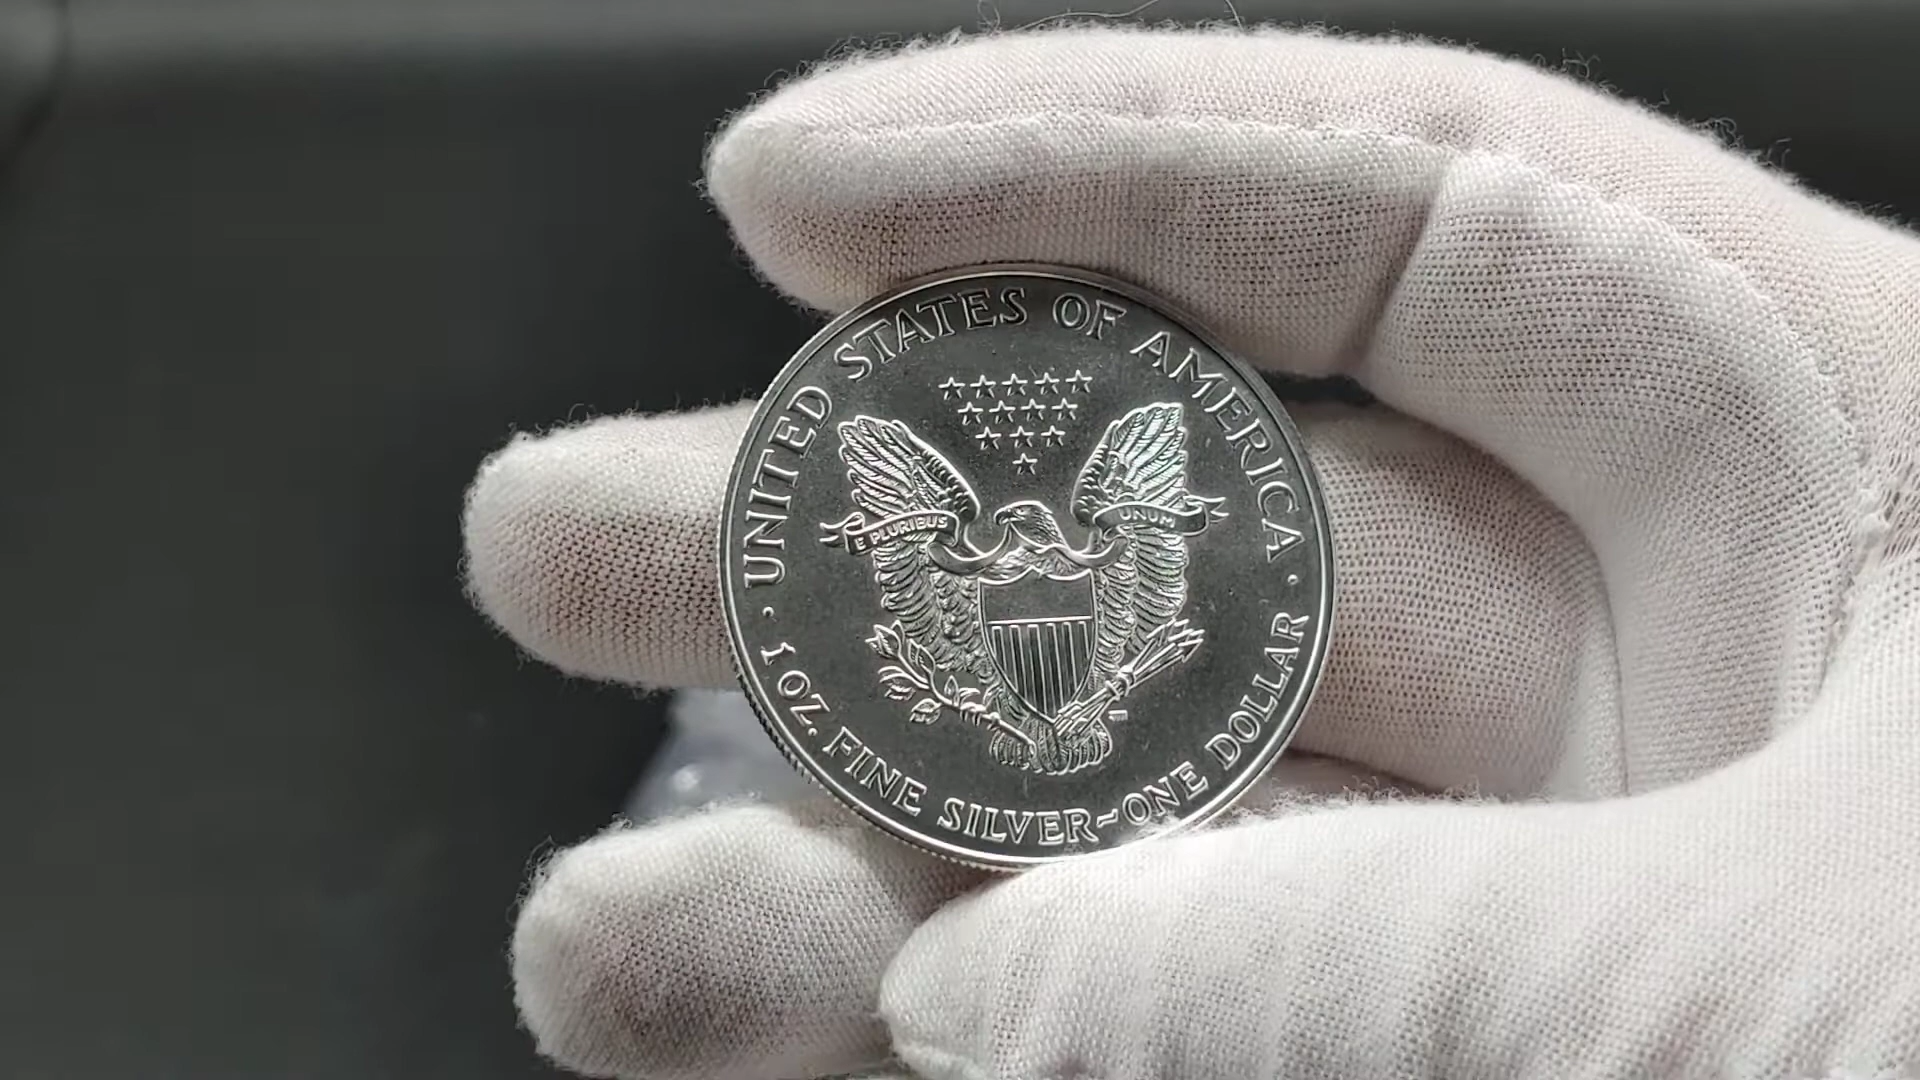 UNITED STATES OF AMERICA
E PLURIBUS UNUM
1 OZ. FINE SILVER~ONE DOLLAR